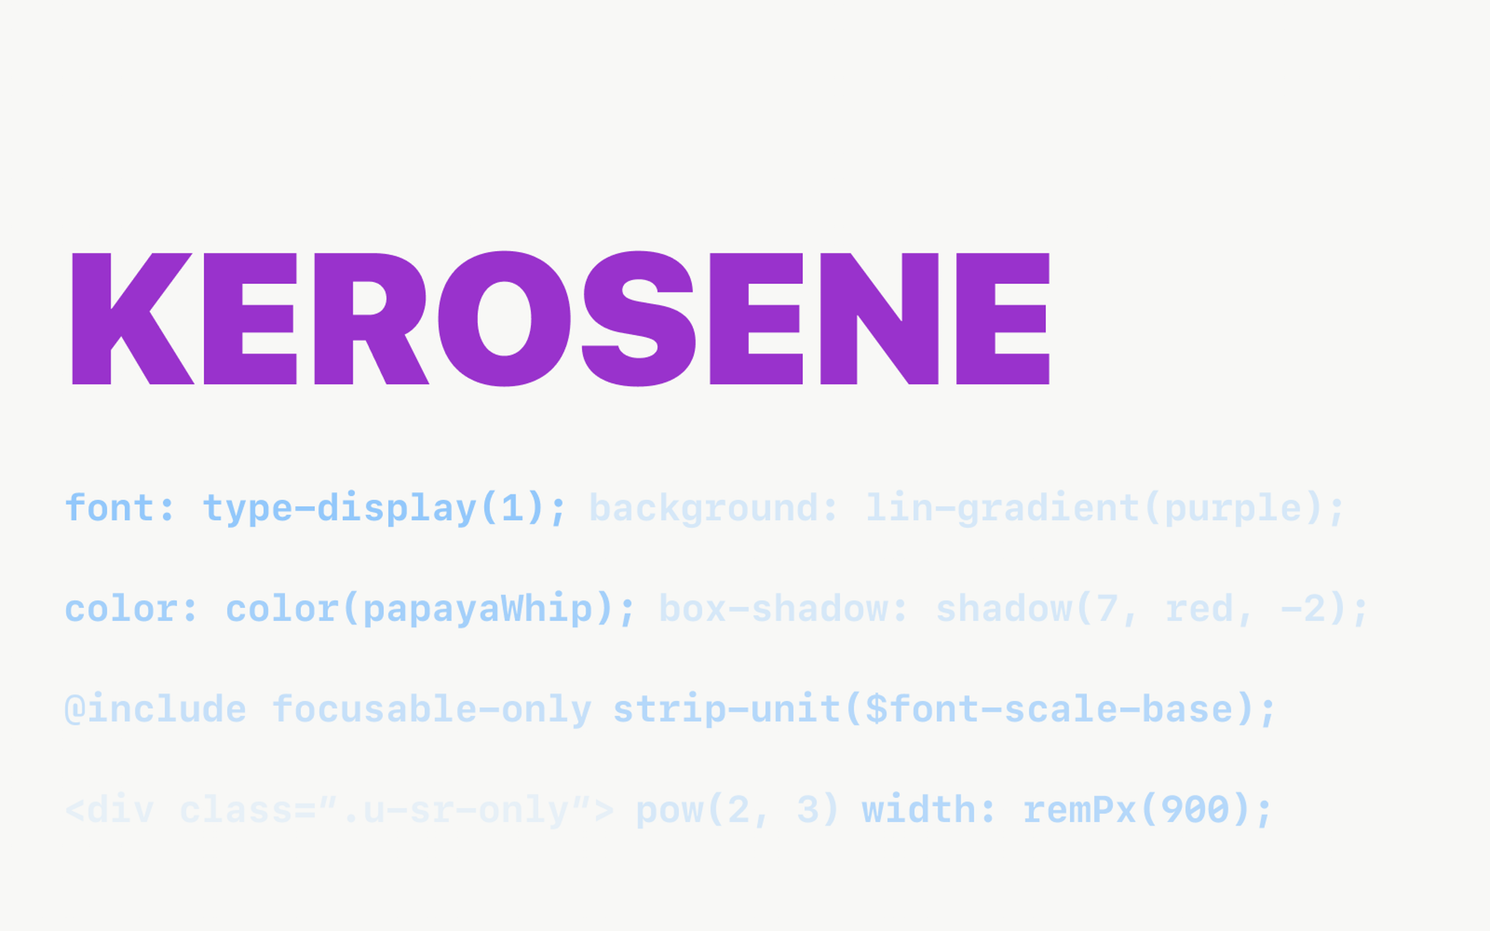 KEROSENE
font: type-display(1); background: lin-gradient(purple);
color: color(papayaWhip); box-shadow: shadow(7, red, -2);
@include focusable-only strip-unit($font-scale-base);
<div class=”.u-sr-only”> pow(2, 3) width: remPx(900);